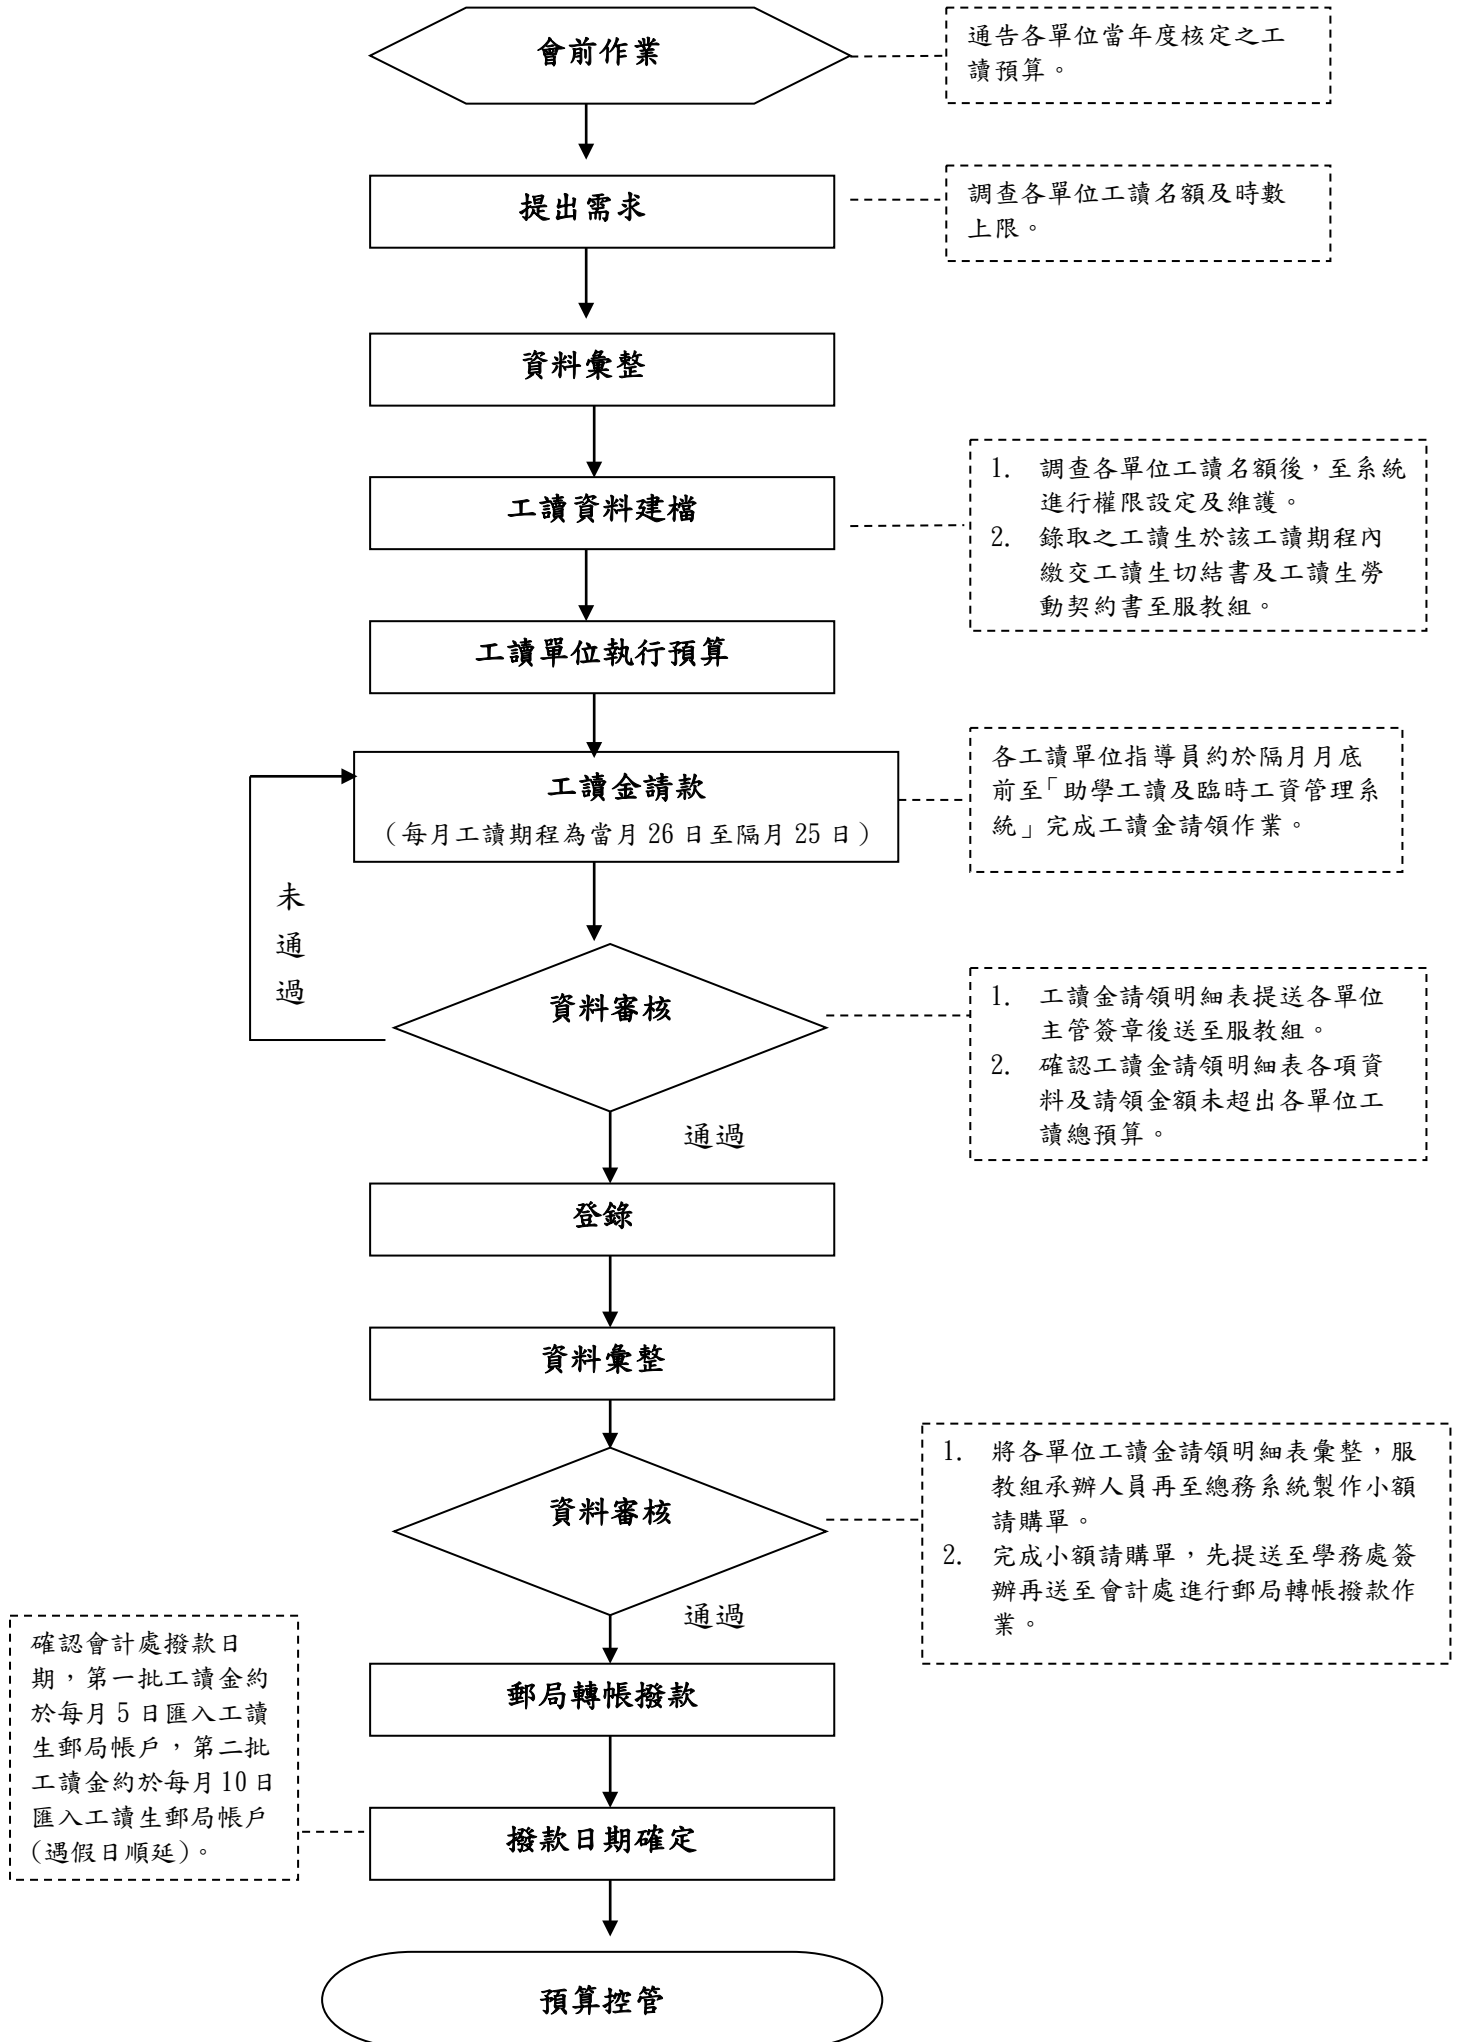 會前作業
通告各單位當年度核定之工
讀預算。
提出需求
調查各單位工讀名額及時數
上限。
資料彙整
工讀資料建檔
1. 調查各單位工讀名額後，至系統
進行權限設定及維護。
2. 錄取之工讀生於該工讀期程內
繳交工讀生切結書及工讀生勞
動契約書至服教組。
工讀單位執行預算
工讀金請款
（每月工讀期程為當月 26 日至隔月 25 日）
各工讀單位指導員約於隔月月底
前至「助學工讀及臨時工資管理系
統」完成工讀金請領作業。
未
通
過
資料審核
1. 工讀金請領明細表提送各單位
主管簽章後送至服教組。
2. 確認工讀金請領明細表各項資
料及請領金額未超出各單位工
讀總預算。
通過
登錄
資料彙整
資料審核
1. 將各單位工讀金請領明細表彙整，服
教組承辦人員再至總務系統製作小額
請購單。
2. 完成小額請購單，先提送至學務處簽
辦再送至會計處進行郵局轉帳撥款作
業。
通過
郵局轉帳撥款
確認會計處撥款日
期，第一批工讀金約
於每月 5 日匯入工讀
生郵局帳戶，第二批
工讀金約於每月 10 日
匯入工讀生郵局帳戶
(遇假日順延)。
撥款日期確定
預算控管